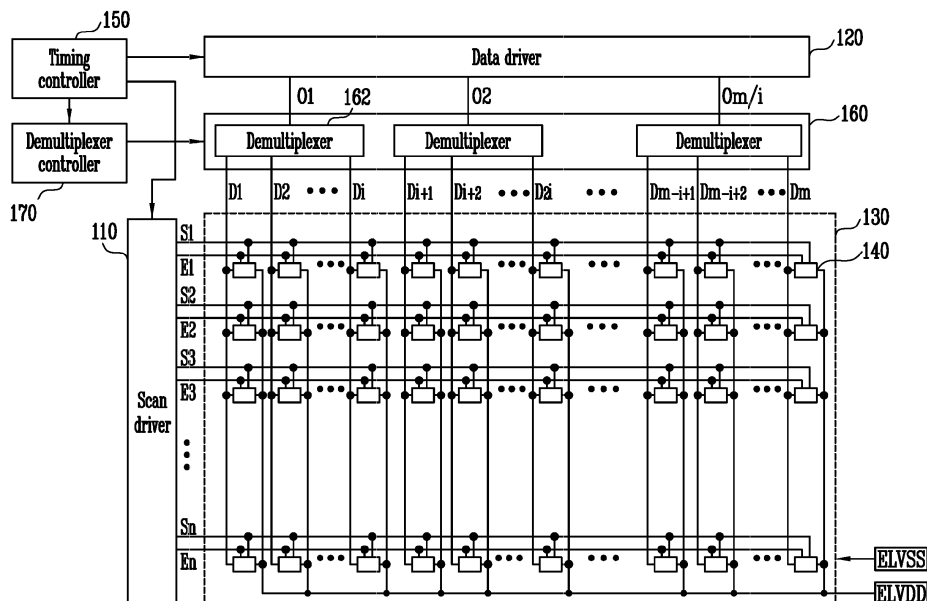 150
Timing
controller
Data driver
120
O1
O2
Om/i
162
160
Demultiplexer
controller
Demultiplexer
Demultiplexer
Demultiplexer
170
D1
D2
Di
Di+1
Di+2
D2i
Dm-i+1
Dm-i+2
Dm
110
130
S1
E1
140
S2
E2
S3
E3
Scan
driver
Sn
En
ELVSS
ELVDD